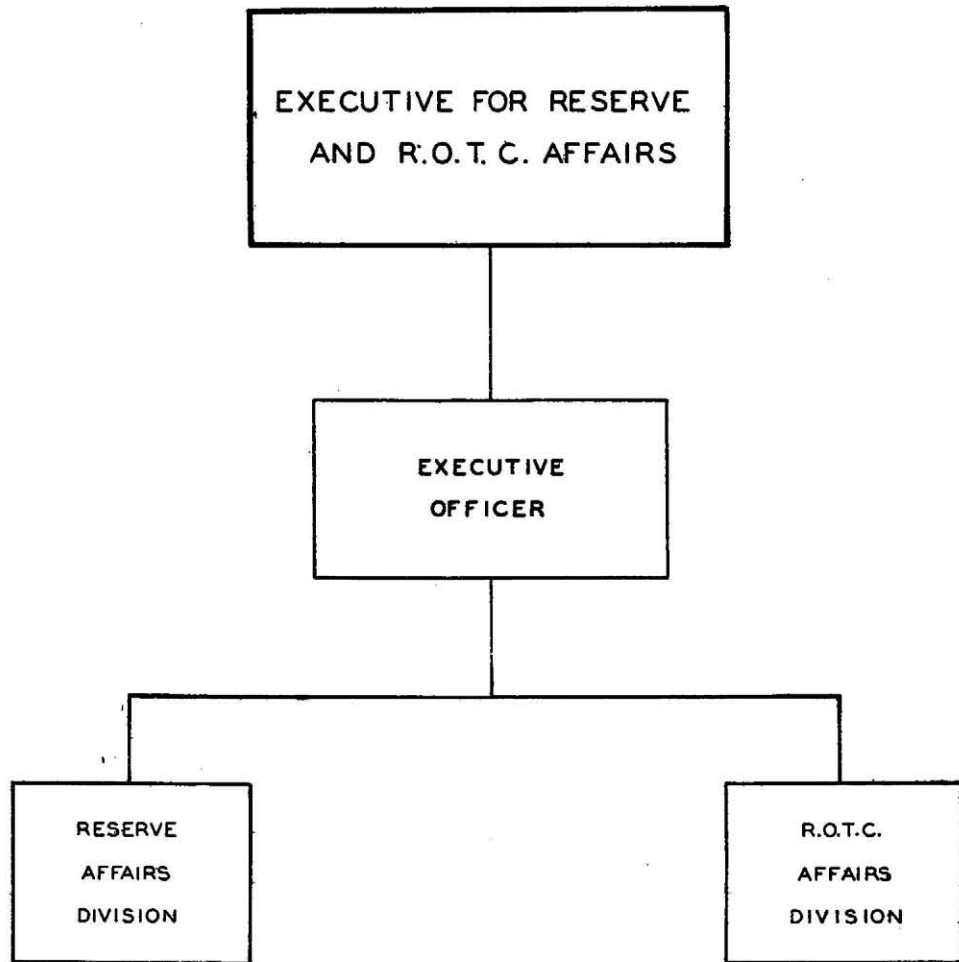 EXECUTIVE FOR RESERVE
AND R.O.T.C. AFFAIRS
EXECUTIVE
OFFICER
RESERVE
AFFAIRS
DIVISION
R.O.T.C.
AFFAIRS
DIVISION